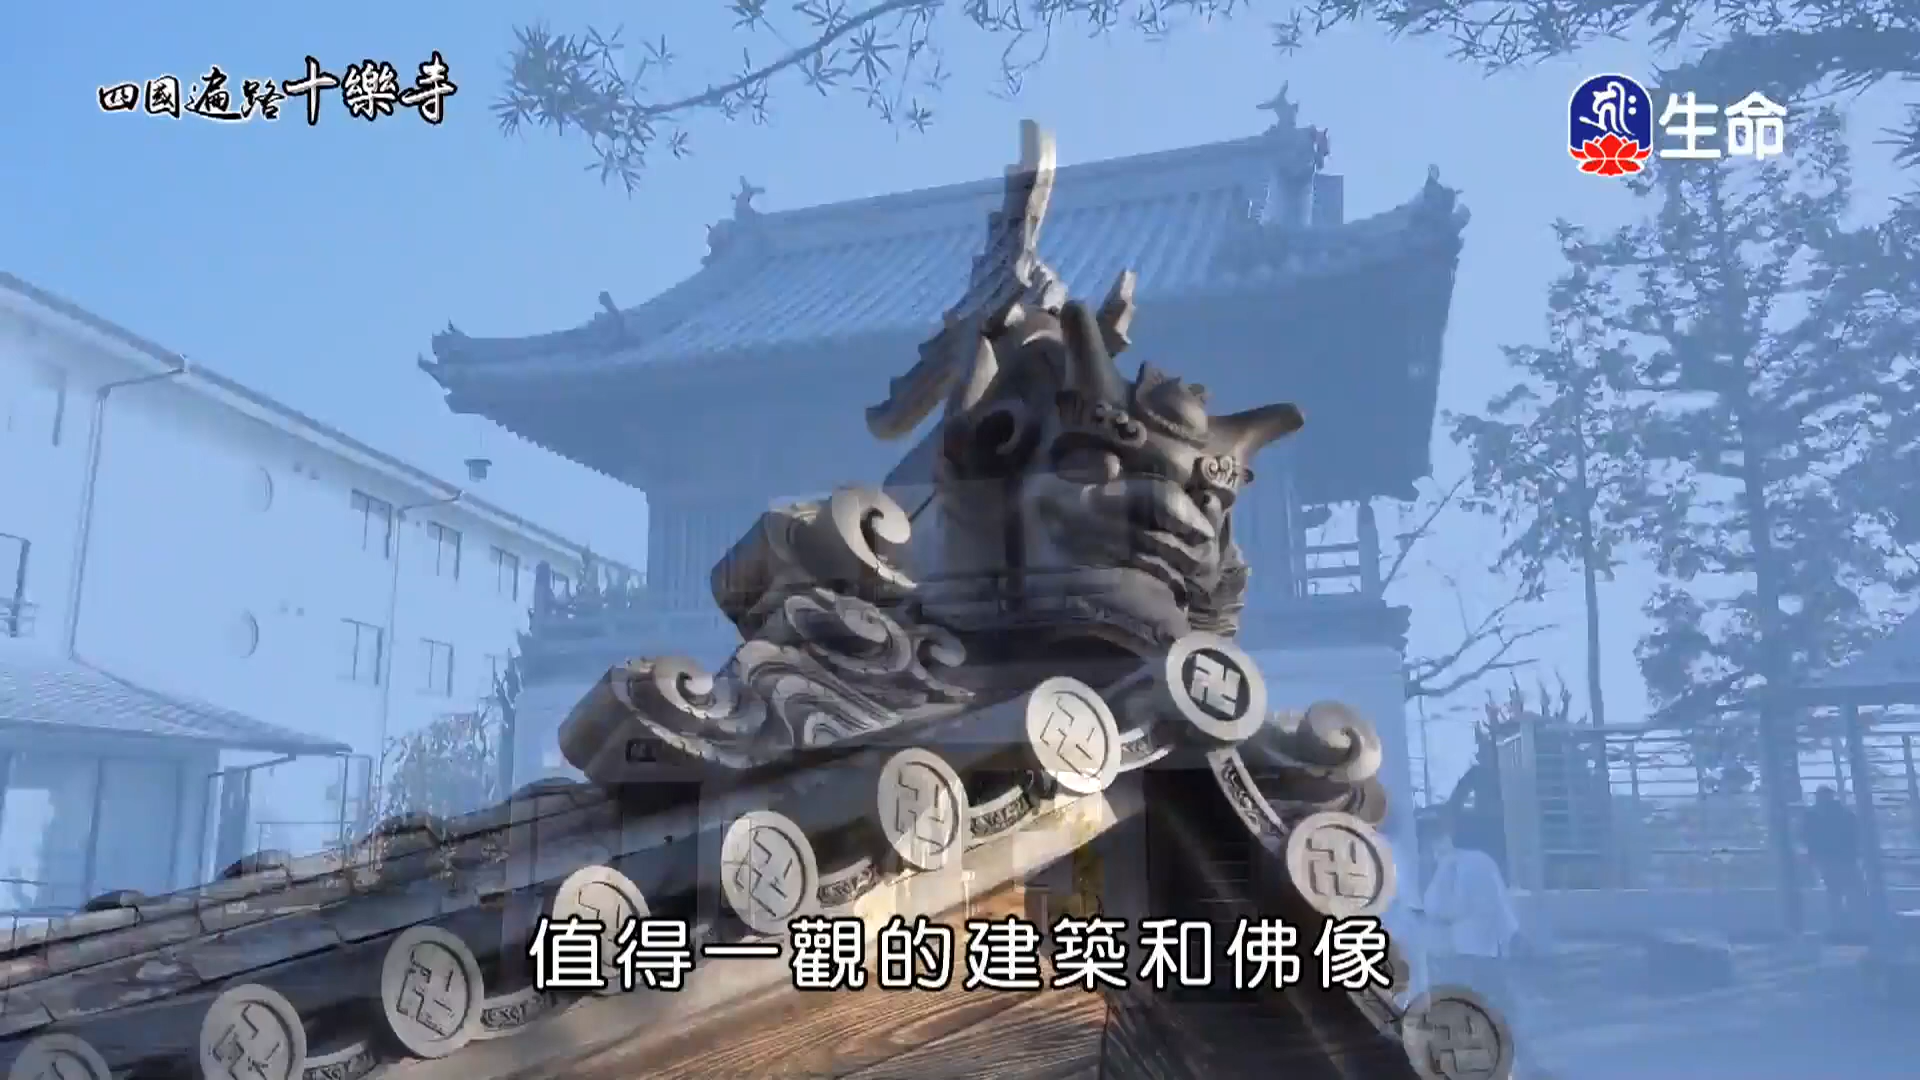 四國遍路十樂寺
生命
值得一觀的建築和佛像